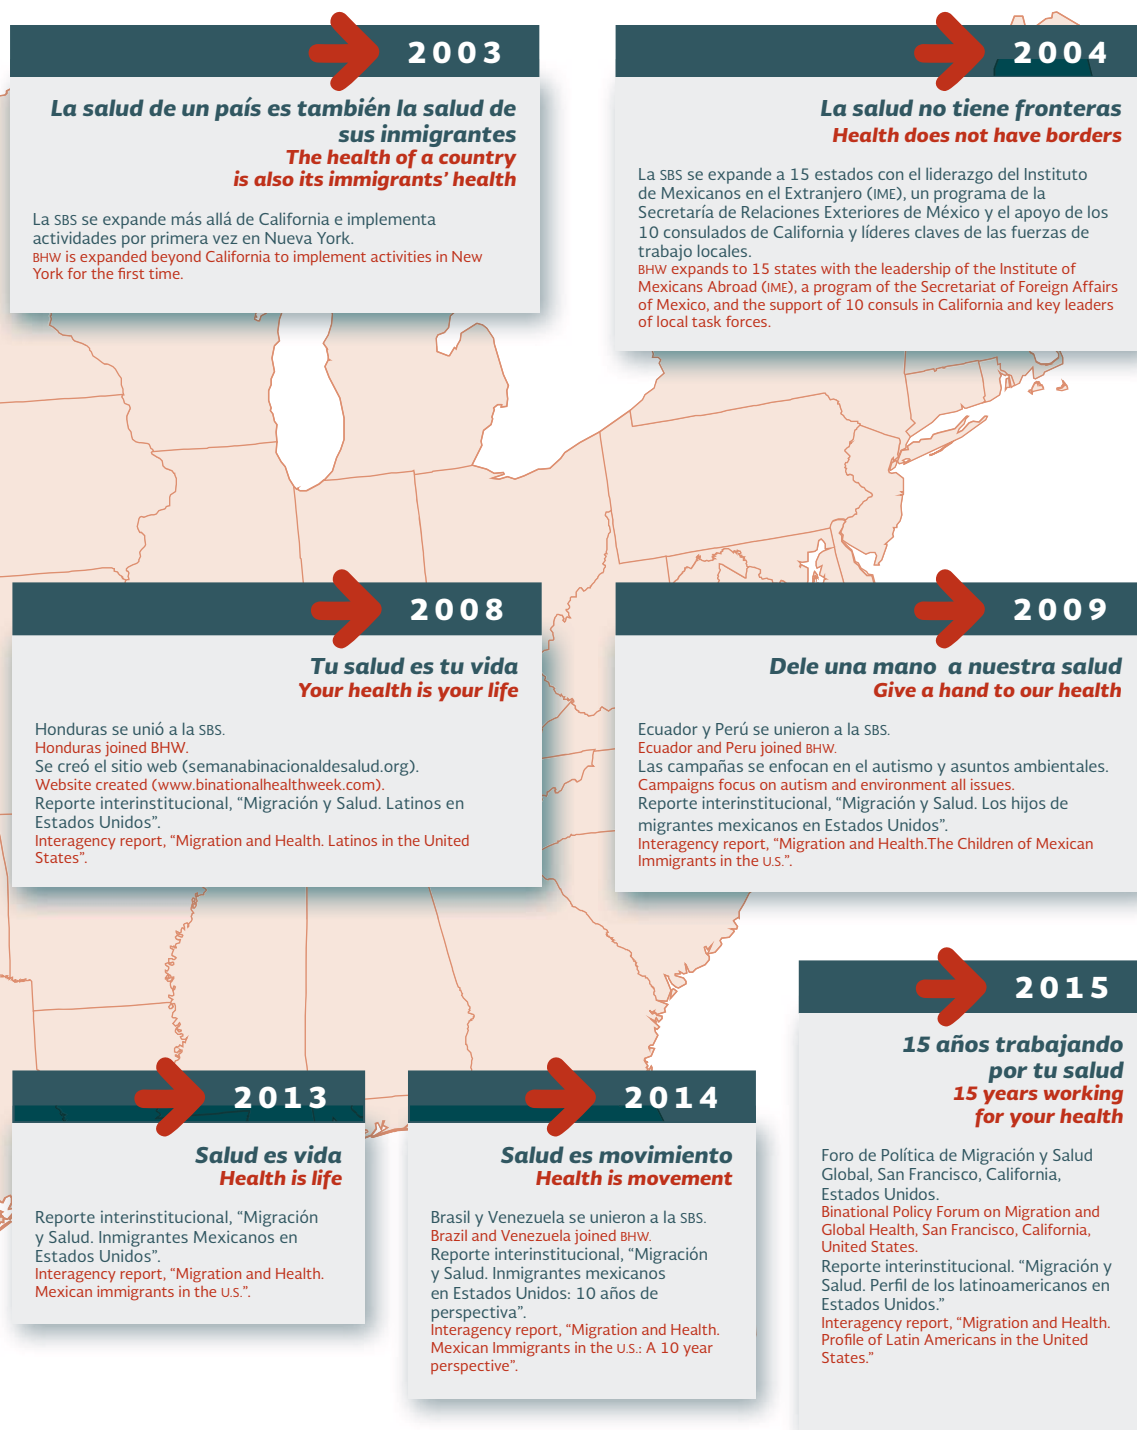 2003
La salud de un país es también la salud de
sus inmigrantes
The health of a country
is also its immigrants’ health
La SBS se expande más allá de California e implementa
actividades por primera vez en Nueva York.
BHW is expanded beyond California to implement activities in New
York for the first time.
2004
La salud no tiene fronteras
Health does not have borders
La SBS se expande a 15 estados con el liderazgo del Instituto
de Mexicanos en el Extranjero (IME), un programa de la
Secretaría de Relaciones Exteriores de México y el apoyo de los
10 consulados de California y líderes claves de las fuerzas de
trabajo locales.
BHW expands to 15 states with the leadership of the Institute of
Mexicans Abroad (IME), a program of the Secretariat of Foreign Affairs
of Mexico, and the support of 10 consuls in California and key leaders
of local task forces.
2008
Tu salud es tu vida
Your health is your life
Honduras se unió a la SBS.
Honduras joined BHW.
Se creó el sitio web (semanabinacionaldesalud.org).
Website created (www.binationalhealthweek.com).
Reporte interinstitucional, “Migración y Salud. Latinos en
Estados Unidos”.
Interagency report, “Migration and Health. Latinos in the United
States”.
2009
Dele una mano a nuestra salud
Give a hand to our health
Ecuador y Perú se unieron a la SBS.
Ecuador and Peru joined BHW.
Las campañas se enfocan en el autismo y asuntos ambientales.
Campaigns focus on autism and environment all issues.
Reporte interinstitucional, “Migración y Salud. Los hijos de
migrantes mexicanos en Estados Unidos”.
Interagency report, “Migration and Health.The Children of Mexican
Immigrants in the U.S.”.
2013
Salud es vida
Health is life
Reporte interinstitucional, “Migración
y Salud. Inmigrantes Mexicanos en
Estados Unidos”.
Interagency report, “Migration and Health.
Mexican immigrants in the U.S.”.
2014
Salud es movimiento
Health is movement
Brasil y Venezuela se unieron a la SBS.
Brazil and Venezuela joined BHW.
Reporte interinstitucional, “Migración
y Salud. Inmigrantes mexicanos
en Estados Unidos: 10 años de
perspectiva”.
Interagency report, “Migration and Health.
Mexican Immigrants in the U.S.: A 10 year
perspective”.
2015
15 años trabajando
por tu salud
15 years working
for your health
Foro de Política de Migración y Salud
Global, San Francisco, California,
Estados Unidos.
Binational Policy Forum on Migration and
Global Health, San Francisco, California,
United States.
Reporte interinstitucional. “Migración y
Salud. Perfil de los latinoamericanos en
Estados Unidos.”
Interagency report, “Migration and Health.
Profile of Latin Americans in the United
States.”